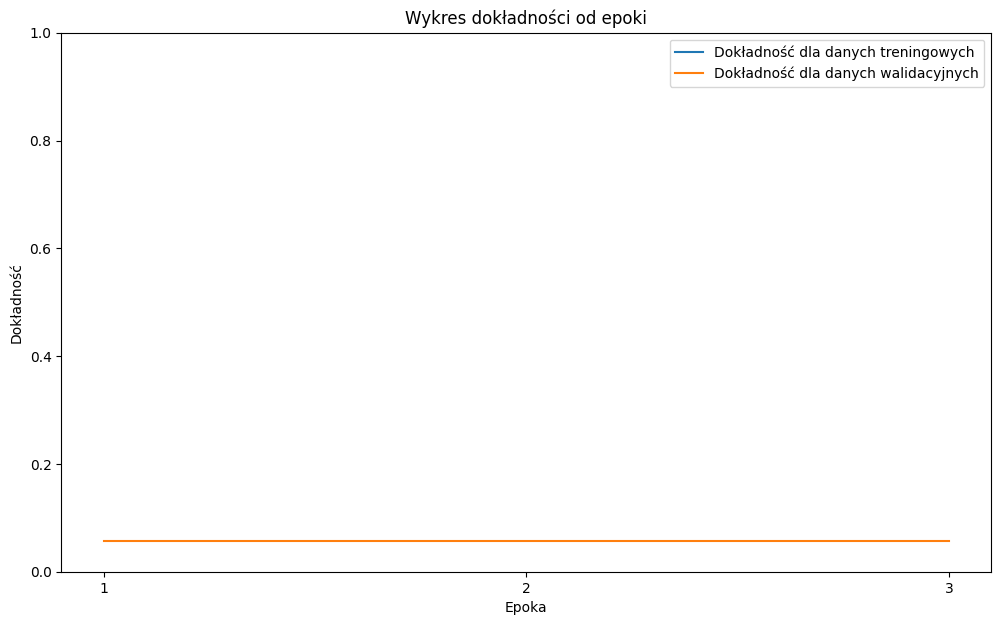 Wykres dokładności od epoki
1.0
0.8
0.6
0.4
0.2
0.0
Dokładność
Dokładność dla danych treningowych
Dokładność dla danych walidacyjnych
1 2 3
Epoka